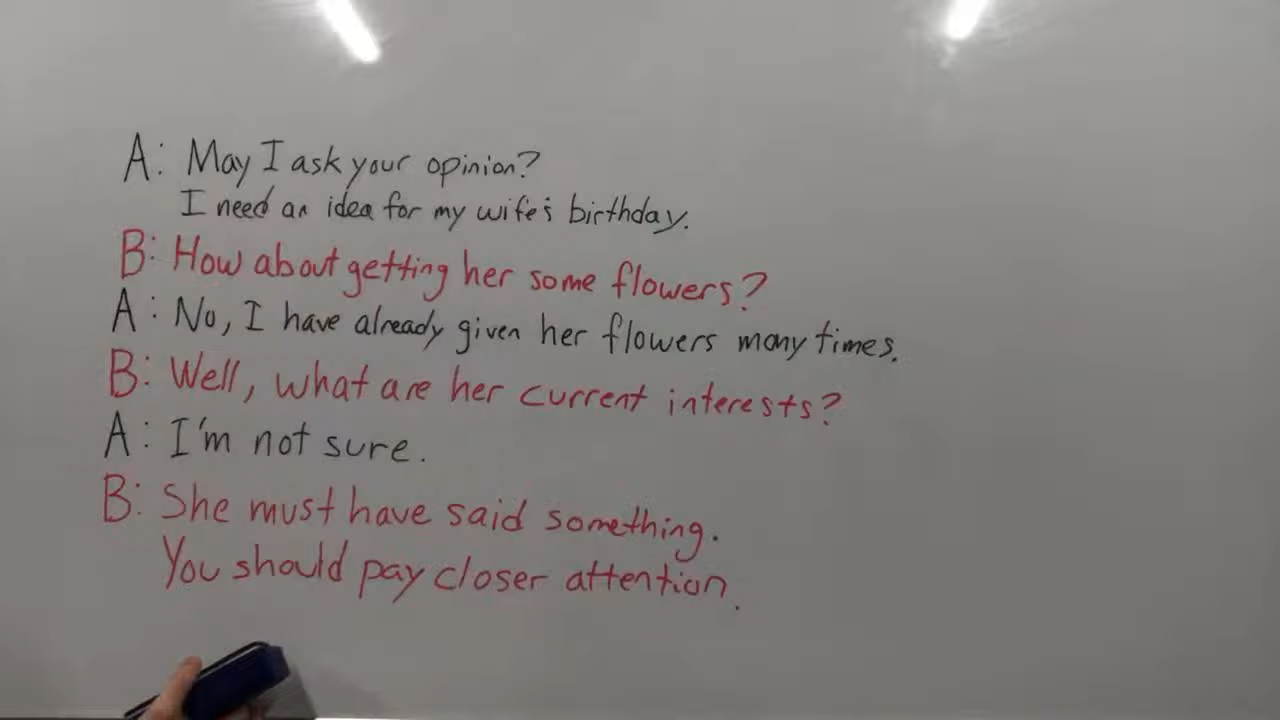 A: May I ask your opinion?
I need an idea for my wife's birthday.
B: How about getting her some flowers?
A: No, I have already given her flowers many times.
B: Well, what are her current interests?
A: I'm not sure.
B: She must have said something.
You should pay closer attention.